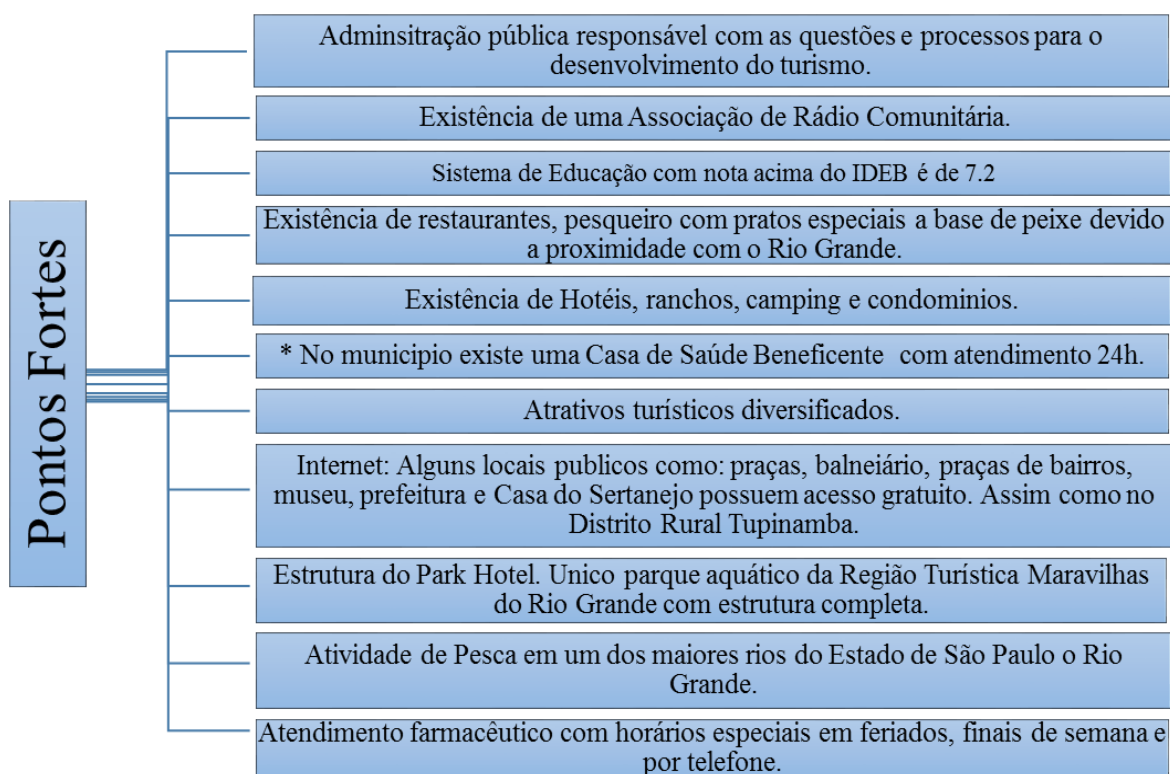 Pontos Fortes
Adminsitração pública responsável com as questões e processos para o
desenvolvimento do turismo.
Existência de uma Associação de Rádio Comunitária.
Sistema de Educação com nota acima do IDEB é de 7.2
Existência de restaurantes, pesqueiro com pratos especiais a base de peixe devido
a proximidade com o Rio Grande.
Existência de Hotéis, ranchos, camping e condominios.
* No municipio existe uma Casa de Saúde Beneficente com atendimento 24h.
Atrativos turísticos diversificados.
Internet: Alguns locais publicos como: praças, balneiário, praças de bairros,
museu, prefeitura e Casa do Sertanejo possuem acesso gratuito. Assim como no
Distrito Rural Tupinamba.
Estrutura do Park Hotel. Unico parque aquático da Região Turística Maravilhas
do Rio Grande com estrutura completa.
Atividade de Pesca em um dos maiores rios do Estado de São Paulo o Rio
Grande.
Atendimento farmacêutico com horários especiais em feriados, finais de semana e
por telefone.